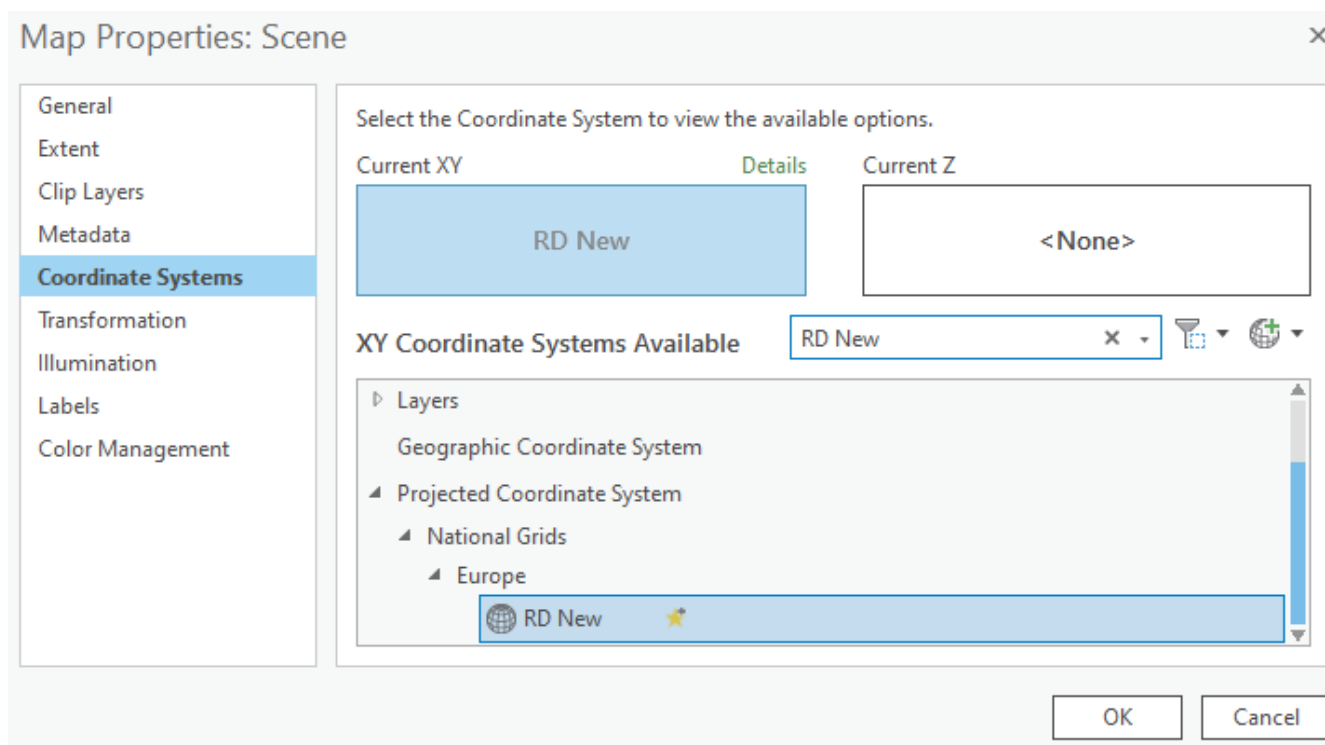 Map Properties: Scene
General
Extent
Clip Layers
Metadata
Coordinate Systems
Transformation
Illumination
Labels
Color Management
Select the Coordinate System to view the available options.
Current XY Details Current Z
RD New <None>
XY Coordinate Systems Available RD New
Layers
Geographic Coordinate System
Projected Coordinate System
National Grids
Europe
RD New
OK Cancel